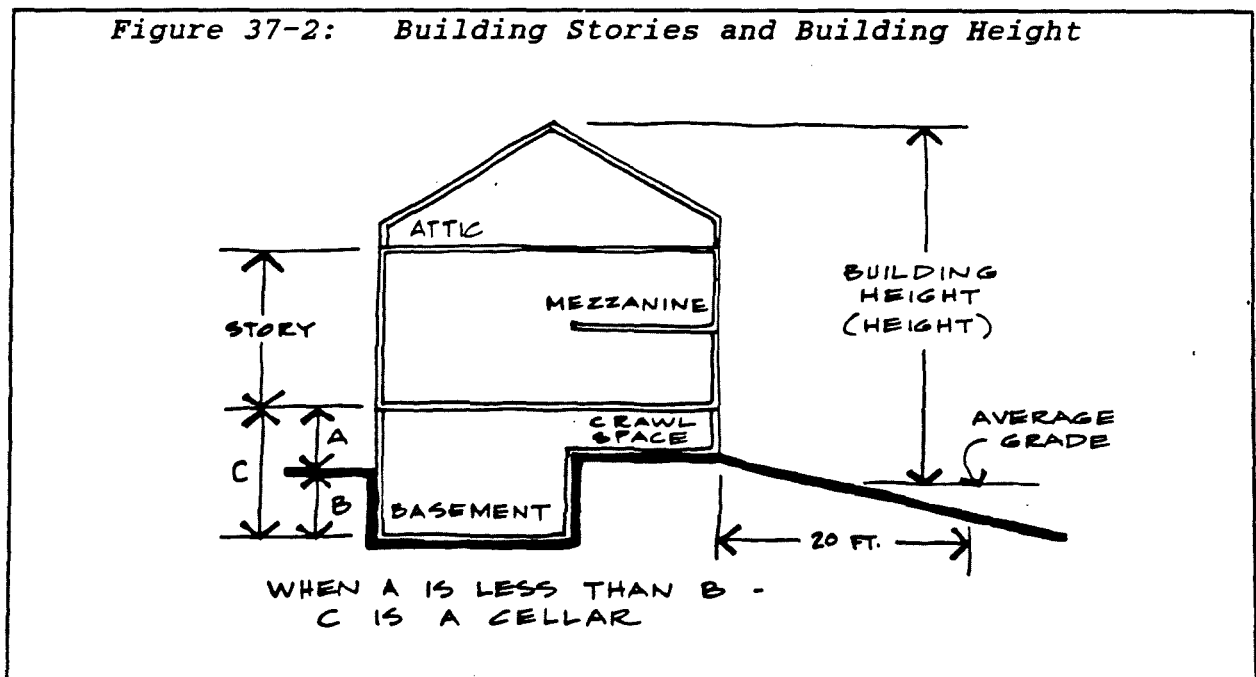 Figure 37-2: Building Stories and Building Height
ATTIC
MEZZANINE
STORY
BUILDING
HEIGHT
(HEIGHT)
CRAWL
SPACE
AVERAGE
GRADE
A
C
B
BASEMENT
20 FT.
WHEN A IS LESS THAN B -
C IS A CELLAR